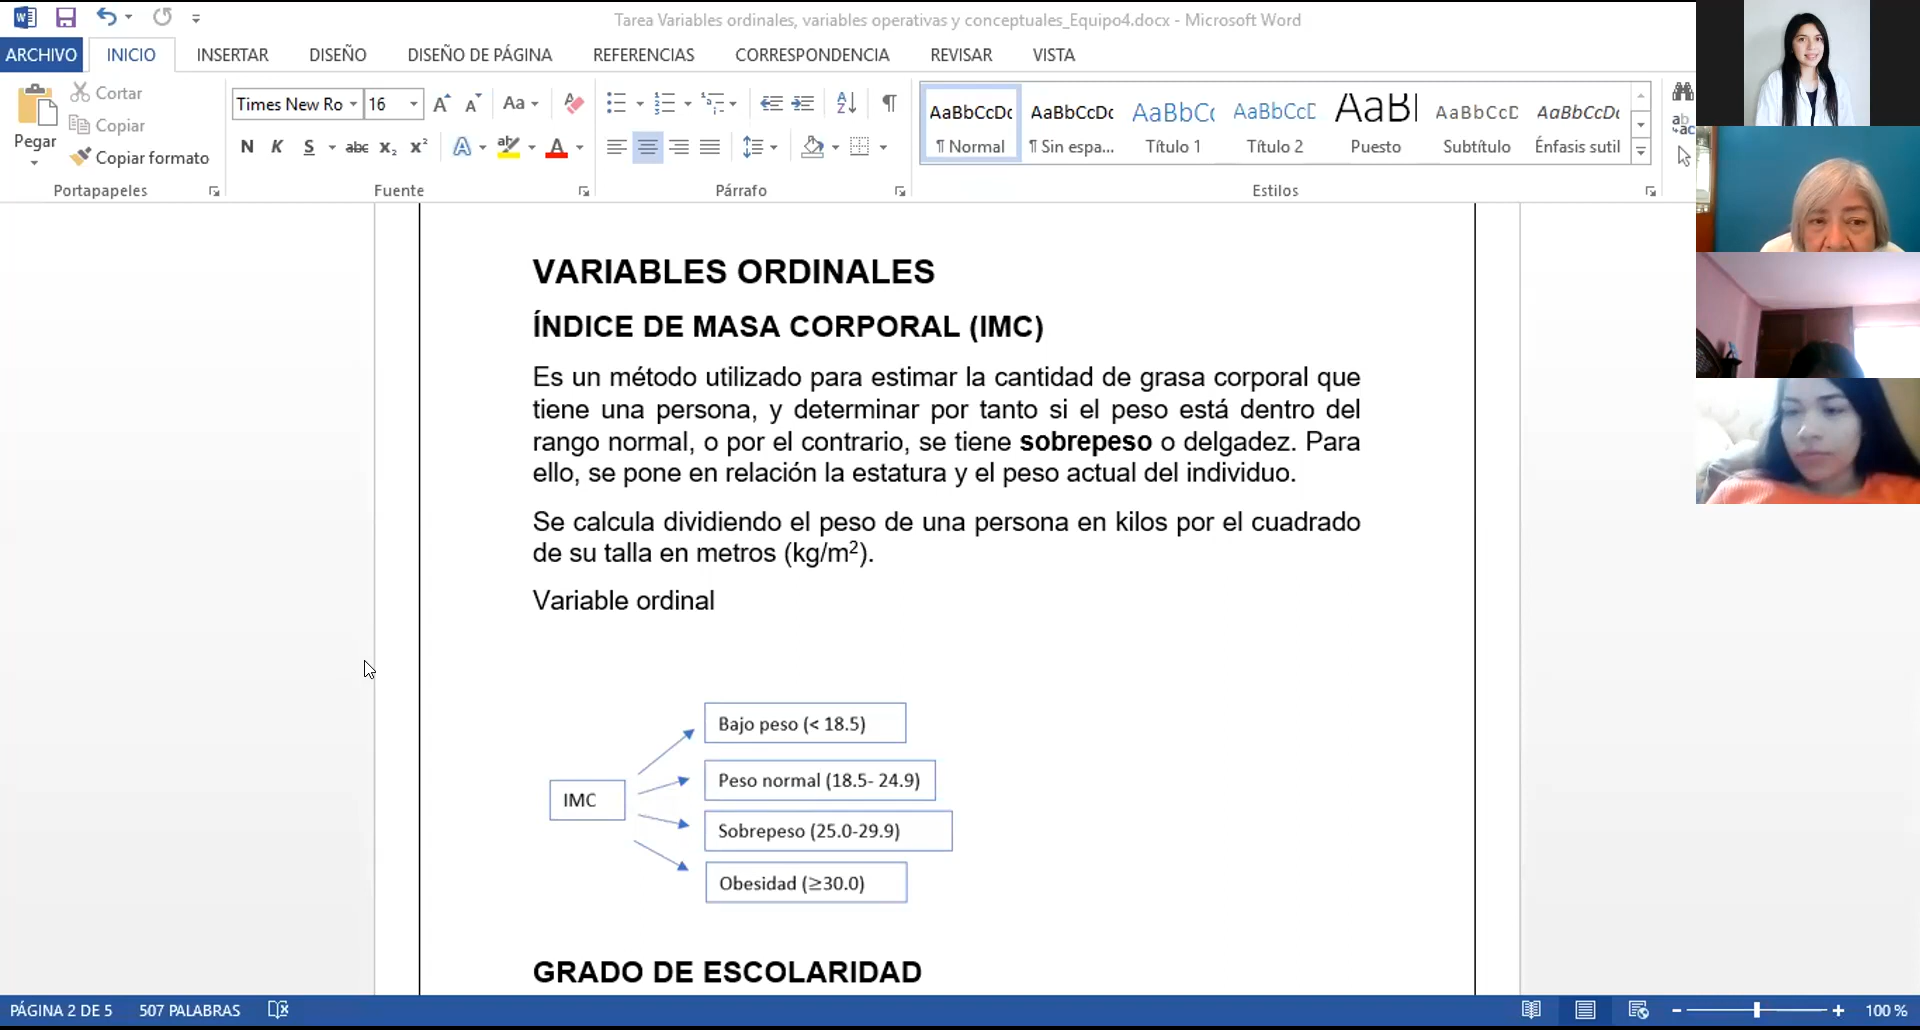 Tarea Variables ordinales, variables operativas y conceptuales_Equipo4.docx - Microsoft Word
ARCHIVO INICIO INSERTAR DISEÑO DISEÑO DE PÁGINA REFERENCIAS CORRESPONDENCIA REVISAR VISTA
Pegar
Cortar
Copiar
Copiar formato
Portapapeles
Times New Ro 16 Aa
N K S abc x₂ x² A aby A
Fuente
Párrafo
AaBbCcDc AaBbCcDc AaBbCc AaBbCcD AaBl AaBbCcD AaBbCcDc
¶ Normal ¶ Sin espa... Título 1 Título 2 Puesto Subtítulo Énfasis sutil
Estilos
VARIABLES ORDINALES
ÍNDICE DE MASA CORPORAL (IMC)
Es un método utilizado para estimar la cantidad de grasa corporal que
tiene una persona, y determinar por tanto si el peso está dentro del
rango normal, o por el contrario, se tiene sobrepeso o delgadez. Para
ello, se pone en relación la estatura y el peso actual del individuo.
Se calcula dividiendo el peso de una persona en kilos por el cuadrado
de su talla en metros (kg/m²).
Variable ordinal
IMC
Bajo peso (< 18.5)
Peso normal (18.5- 24.9)
Sobrepeso (25.0-29.9)
Obesidad (≥30.0)
GRADO DE ESCOLARIDAD
PÁGINA 2 DE 5 507 PALABRAS 100 %